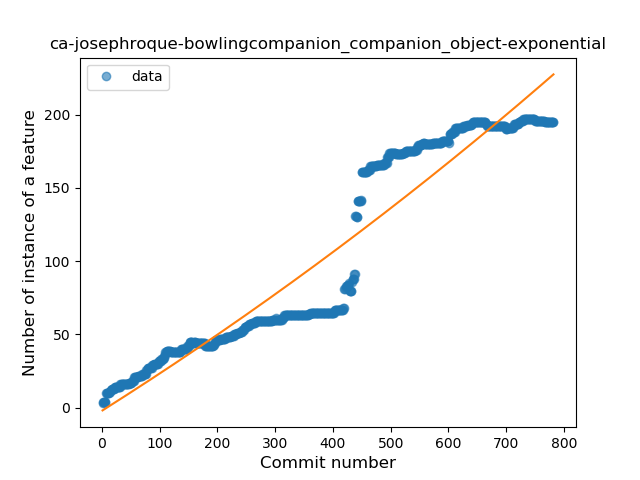 ca-josephroque-bowlingcompanion_companion_object-exponential
data
Number of instance of a feature
200
150
100
50
0
0 100 200 300 400 500 600 700 800
Commit number